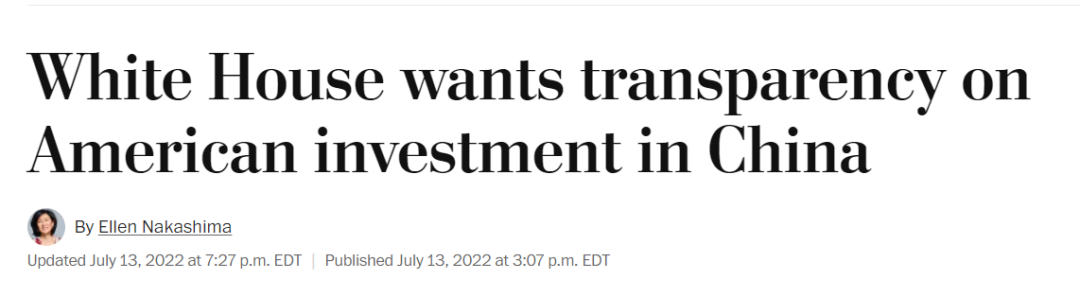 White House wants transparency on
American investment in China
By Ellen Nakashima
Updated July 13, 2022 at 7:27 p.m. EDT | Published July 13, 2022 at 3:07 p.m. EDT